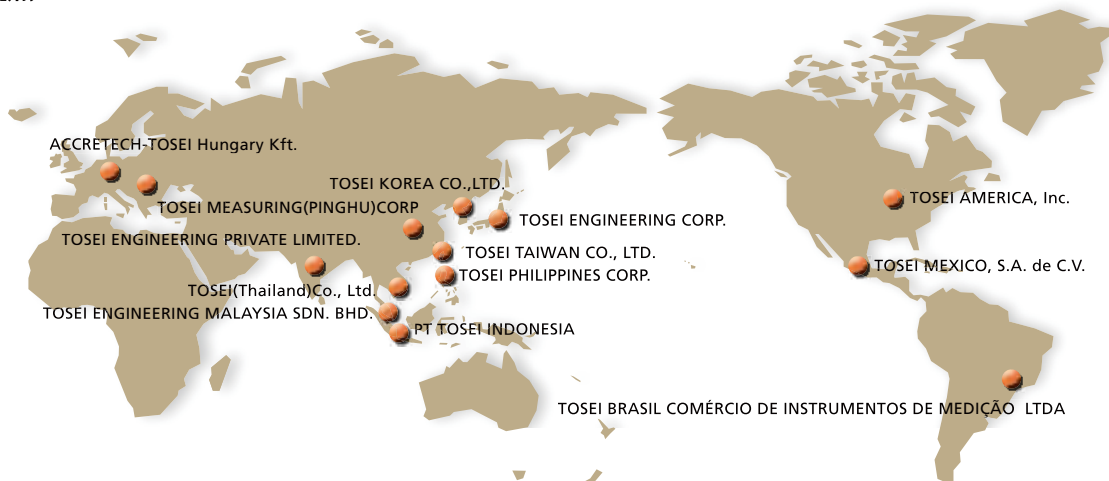 ACCRETECH-TOSEI Hungary Kft.
TOSEI KOREA CO.,LTD.
TOSEI MEASURING(PINGHU)CORP
TOSEI ENGINEERING CORP.
TOSEI AMERICA, Inc.
TOSEI ENGINEERING PRIVATE LIMITED.
TOSEI TAIWAN CO., LTD.
TOSEI PHILIPPINES CORP.
TOSEI MEXICO, S.A. de C.V.
TOSEI(Thailand)Co., Ltd.
TOSEI ENGINEERING MALAYSIA SDN. BHD.
PT TOSEI INDONESIA
TOSEI BRASIL COMÉRCIO DE INSTRUMENTOS DE MEDIÇÃO LTDA